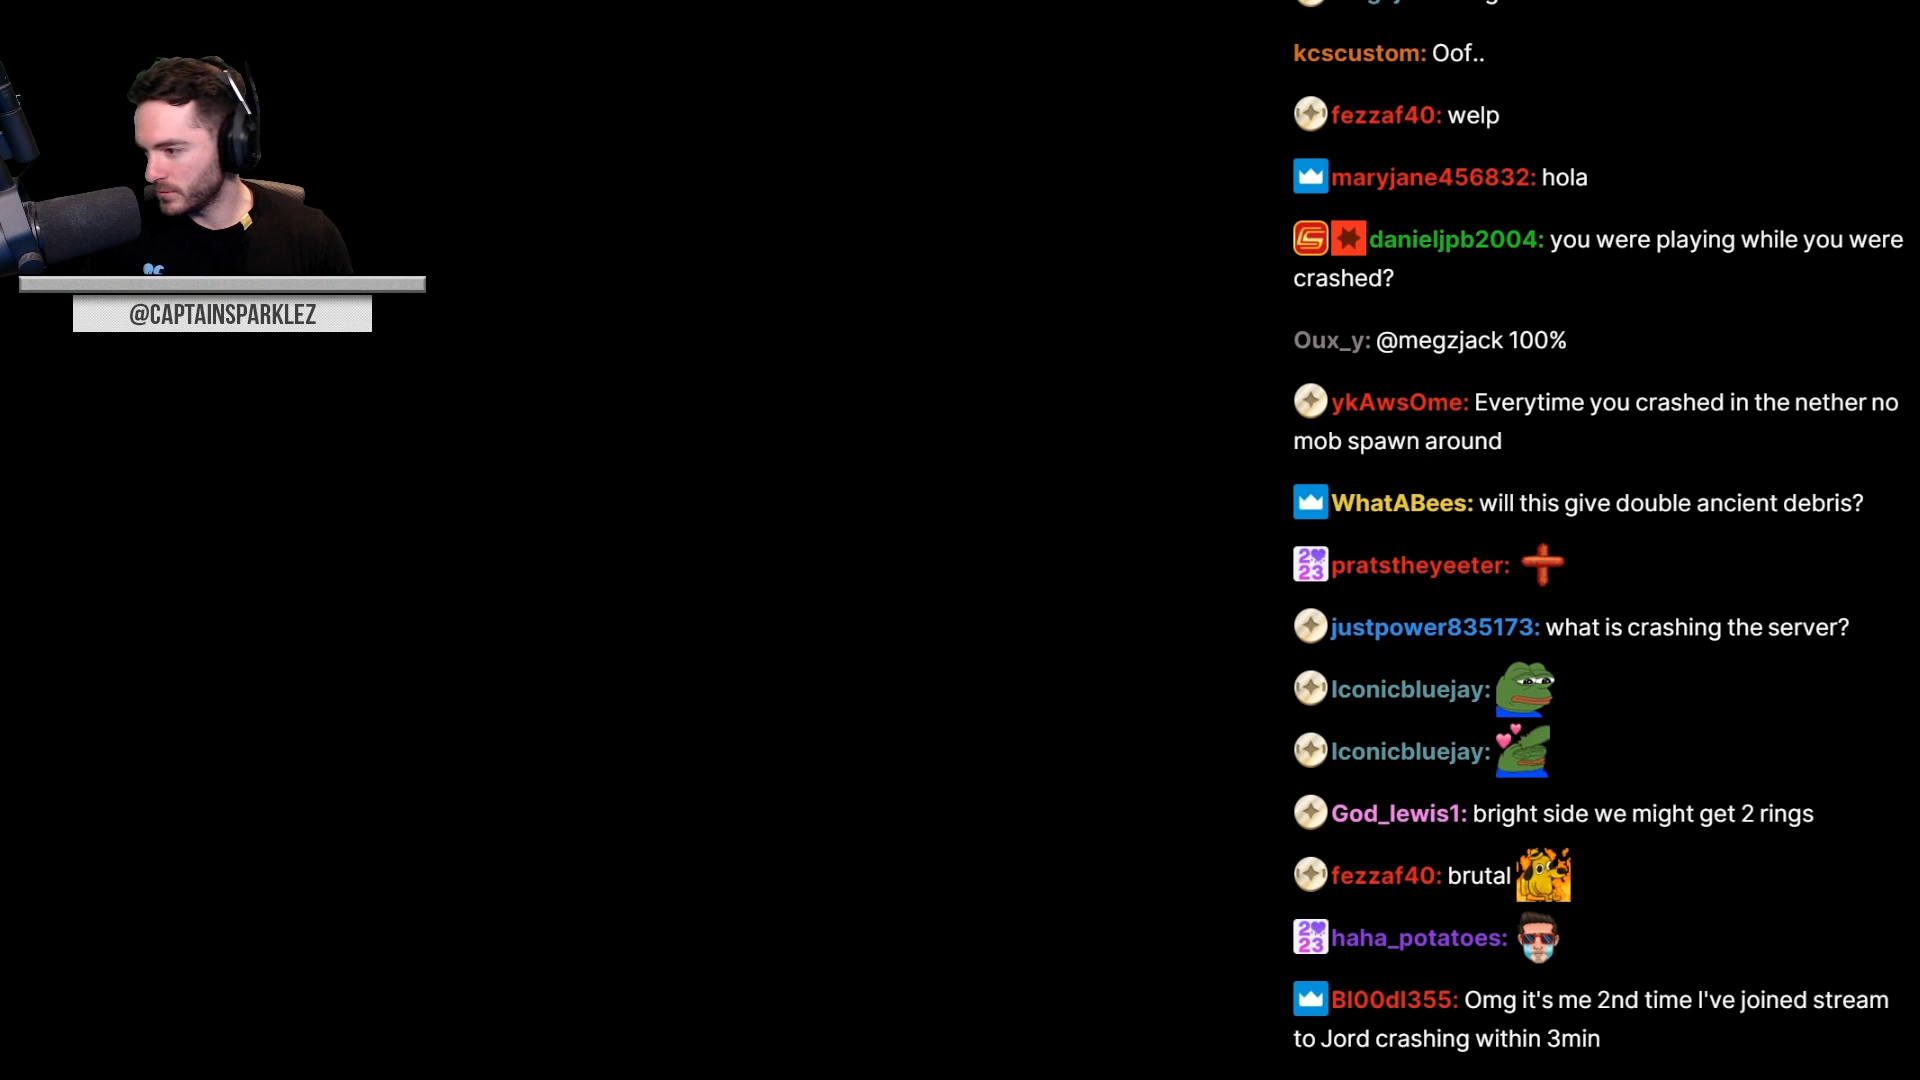 @CAPTAINSPARKLEZ
kcscustom: Oof..
fezzaf40: welp
maryjane456832: hola
danieljpb2004: you were playing while you were
crashed?
Oux_y: @megzjack 100%
ykAwsOme: Everytime you crashed in the nether no
mob spawn around
WhatABees: will this give double ancient debris?
2023
pratstheyeeter:
justpower835173: what is crashing the server?
Iconicbluejay:
Iconicbluejay:
God_lewis1: bright side we might get 2 rings
fezzaf40: brutal
2023
haha_potatoes:
Bl00dl355: Omg it's me 2nd time I've joined stream
to Jord crashing within 3min